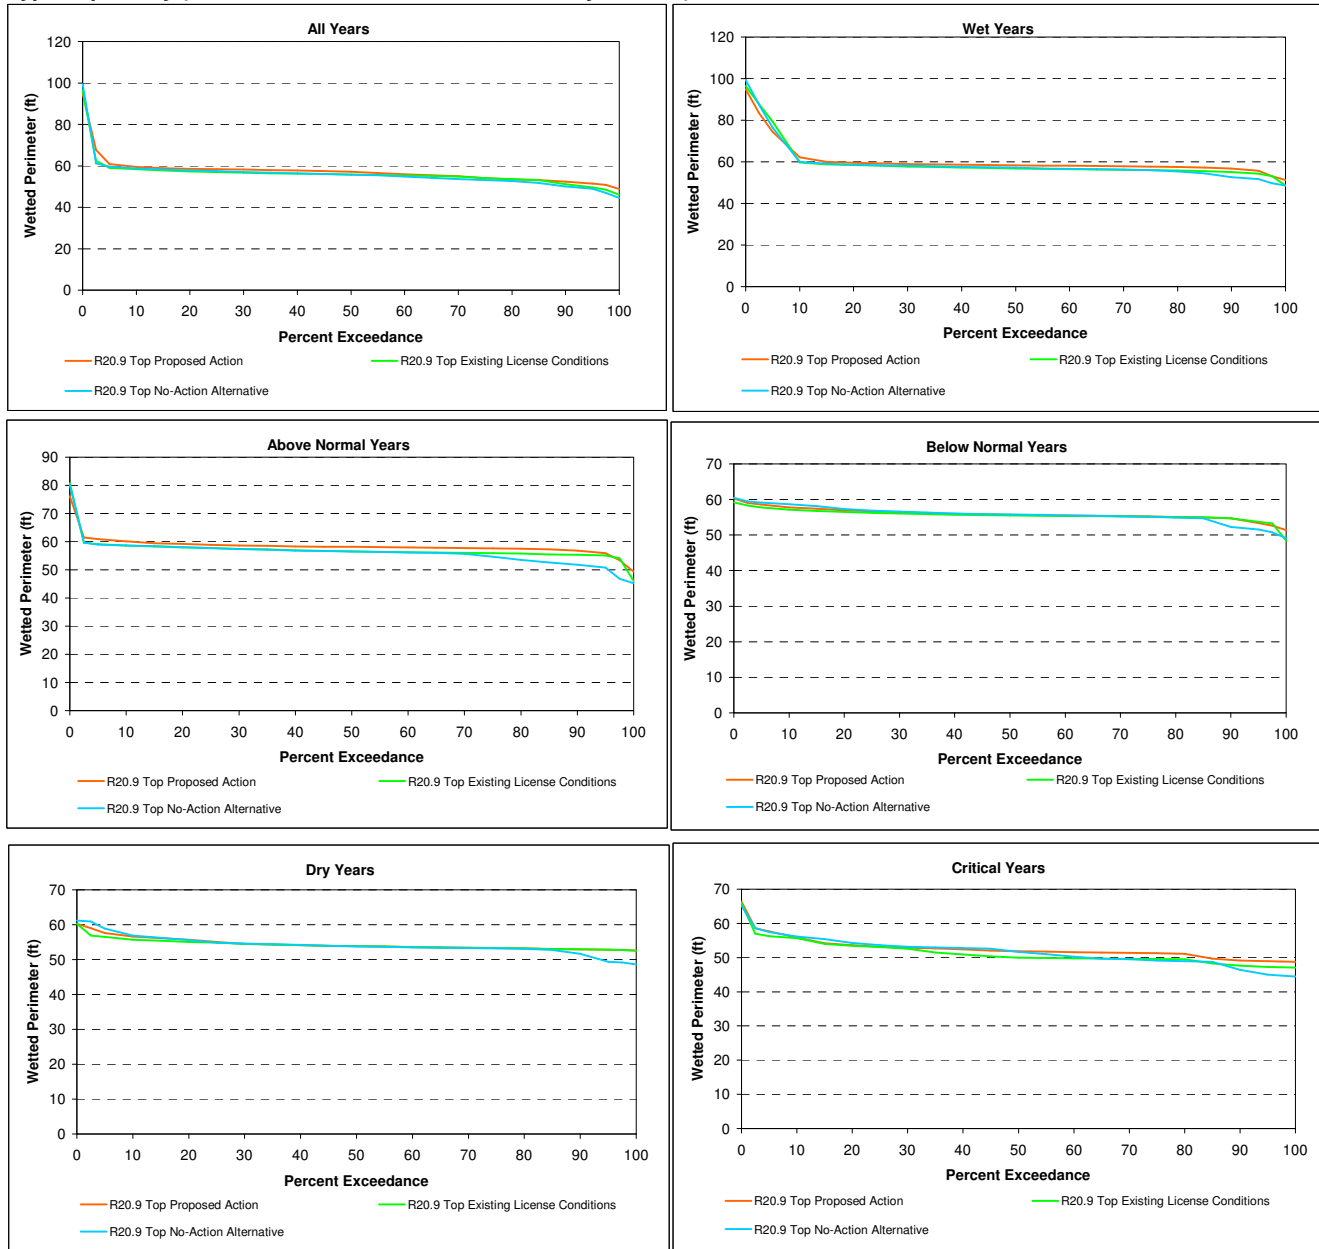 All Years
Wetted Perimeter (ft)
120
100
80
60
40
20
0
0 10 20 30 40 50 60 70 80 90 100
Percent Exceedance
R20.9 Top Proposed Action
R20.9 Top Existing License Conditions
R20.9 Top No-Action Alternative
Wet Years
Wetted Perimeter (ft)
120
100
80
60
40
20
0
0 10 20 30 40 50 60 70 80 90 100
Percent Exceedance
R20.9 Top Proposed Action
R20.9 Top Existing License Conditions
R20.9 Top No-Action Alternative
Above Normal Years
Wetted Perimeter (ft)
90
80
70
60
50
40
30
20
10
0
0 10 20 30 40 50 60 70 80 90 100
Percent Exceedance
R20.9 Top Proposed Action
R20.9 Top Existing License Conditions
R20.9 Top No-Action Alternative
Below Normal Years
Wetted Perimeter (ft)
70
60
50
40
30
20
10
0
0 10 20 30 40 50 60 70 80 90 100
Percent Exceedance
R20.9 Top Proposed Action
R20.9 Top Existing License Conditions
R20.9 Top No-Action Alternative
Dry Years
Wetted Perimeter (ft)
70
60
50
40
30
20
10
0
0 10 20 30 40 50 60 70 80 90 100
Percent Exceedance
R20.9 Top Proposed Action
R20.9 Top Existing License Conditions
R20.9 Top No-Action Alternative
Critical Years
Wetted Perimeter (ft)
70
60
50
40
30
20
10
0
0 10 20 30 40 50 60 70 80 90 100
Percent Exceedance
R20.9 Top Proposed Action
R20.9 Top Existing License Conditions
R20.9 Top No-Action Alternative